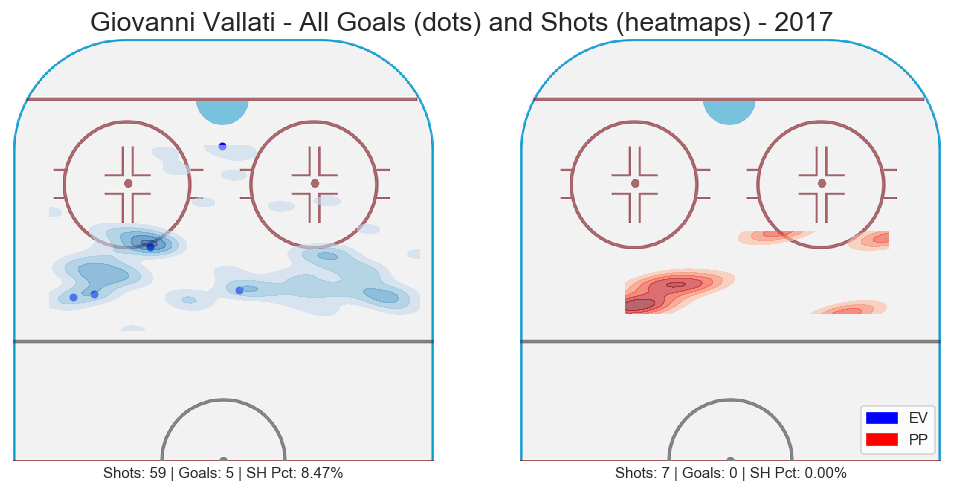 Giovanni Vallati - All Goals (dots) and Shots (heatmaps) - 2017
EV
PP
Shots: 59 | Goals: 5 | SH Pct: 8.47%
Shots: 7 | Goals: 0 | SH Pct: 0.00%